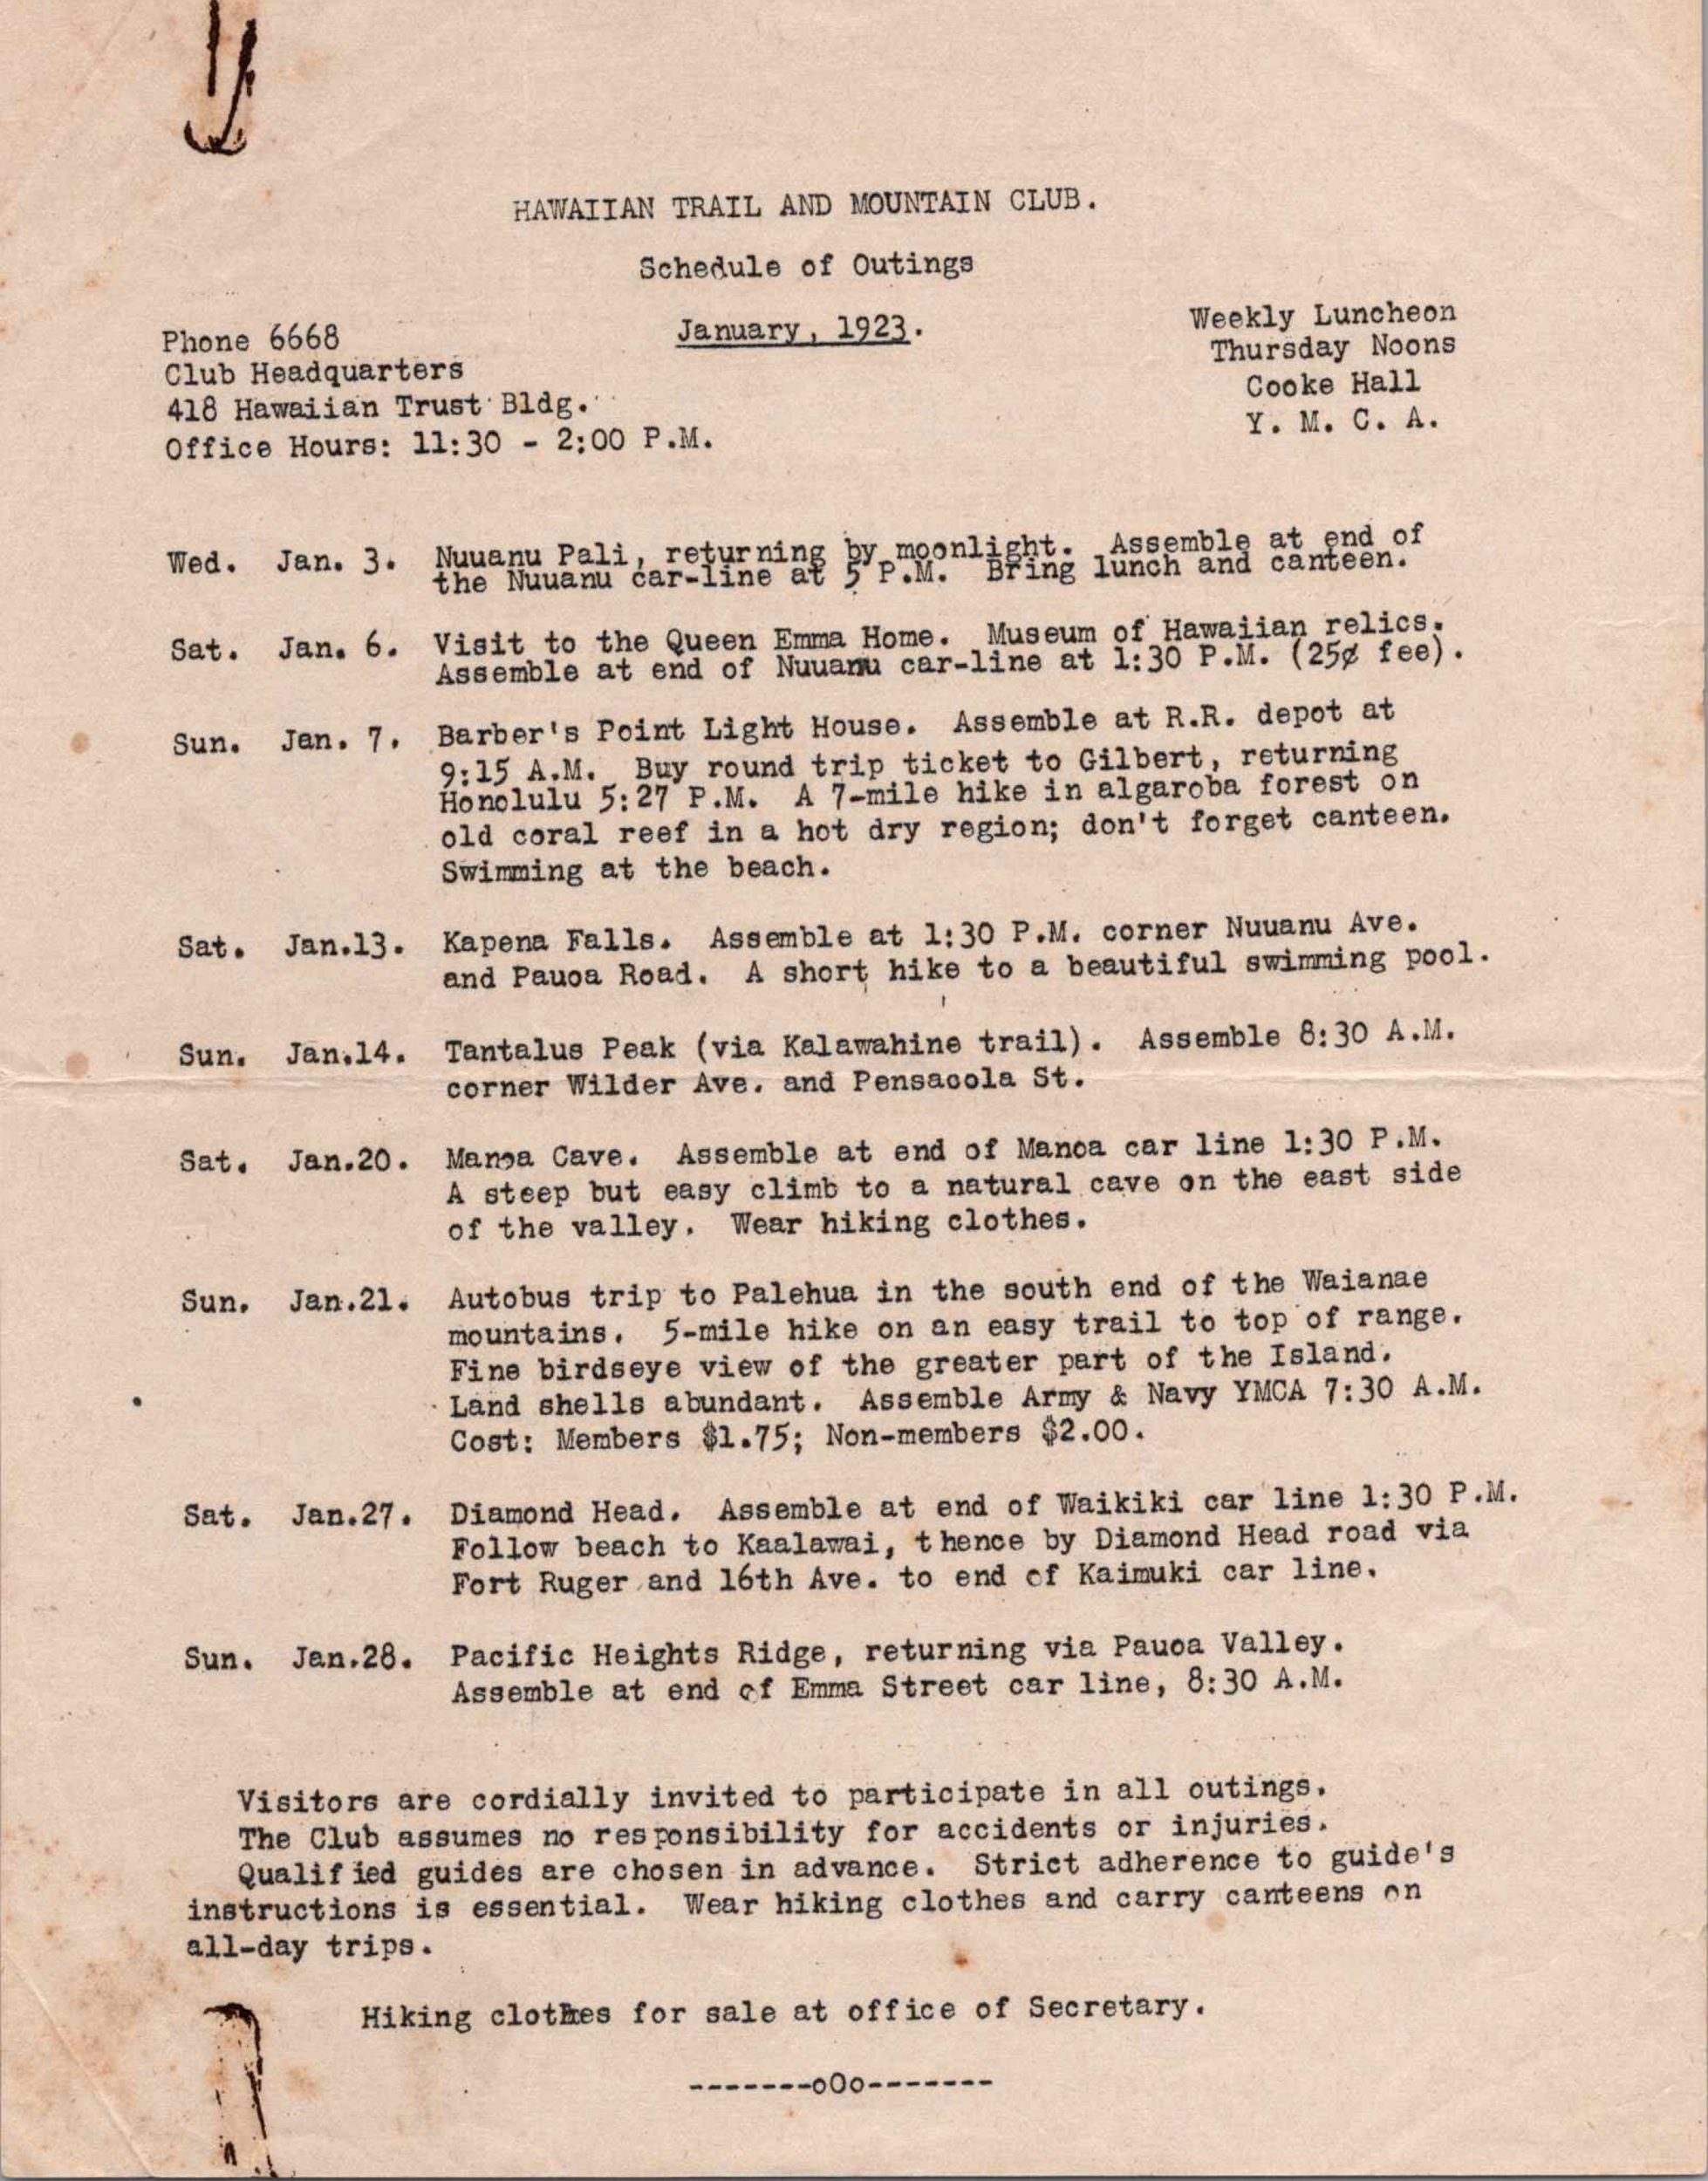 HAWAIIAN TRAIL AND MOUNTAIN CLUB.
Schedule of Outings
January, 1923.
Phone 6668
Club Headquarters
418 Hawaiian Trust Bldg.
Office Hours: 11:30 - 2:00 P.M.
Weekly Luncheon
Thursday Noons
Cooke Hall
Y. M. C. A.
Wed. Jan. 3. Nuuanu Pali, returning by moonlight. Assemble at end of
the Nuuanu car-line at 5 P.M. Bring lunch and canteen.
Sat. Jan. 6. Visit to the Queen Emma Home. Museum of Hawaiian relics.
Assemble at end of Nuuanu car-line at 1:30 P.M. (25¢ fee).
Sun. Jan. 7. Barber's Point Light House. Assemble at R.R. depot at
9:15 A.M. Buy round trip ticket to Gilbert, returning
Honolulu 5:27 P.M. A 7-mile hike in algaroba forest on
old coral reef in a hot dry region; don't forget canteen.
Swimming at the beach.
Sat. Jan.13. Kapena Falls. Assemble at 1:30 P.M. corner Nuuanu Ave.
and Pauoa Road. A short hike to a beautiful swimming pool.
Sun. Jan.14. Tantalus Peak (via Kalawahine trail). Assemble 8:30 A.M.
corner Wilder Ave. and Pensacola St.
Sat. Jan.20. Manoa Cave. Assemble at end of Manoa car line 1:30 P.M.
A steep but easy climb to a natural cave on the east side
of the valley. Wear hiking clothes.
Sun. Jan.21. Autobus trip to Palehua in the south end of the Waianae
mountains. 5-mile hike on an easy trail to top of range.
Fine birdseye view of the greater part of the Island.
Land shells abundant. Assemble Army & Navy YMCA 7:30 A.M.
Cost: Members $1.75; Non-members $2.00.
Sat. Jan.27. Diamond Head. Assemble at end of Waikiki car line 1:30 P.M.
Follow beach to Kaalawai, thence by Diamond Head road via
Fort Ruger and 16th Ave. to end of Kaimuki car line.
Sun. Jan.28. Pacific Heights Ridge, returning via Pauoa Valley.
Assemble at end of Emma Street car line, 8:30 A.M.
Visitors are cordially invited to participate in all outings.
The Club assumes no responsibility for accidents or injuries.
Qualified guides are chosen in advance. Strict adherence to guide's
instructions is essential. Wear hiking clothes and carry canteens on
all-day trips.
Hiking clothes for sale at office of Secretary.
-------oOo-------